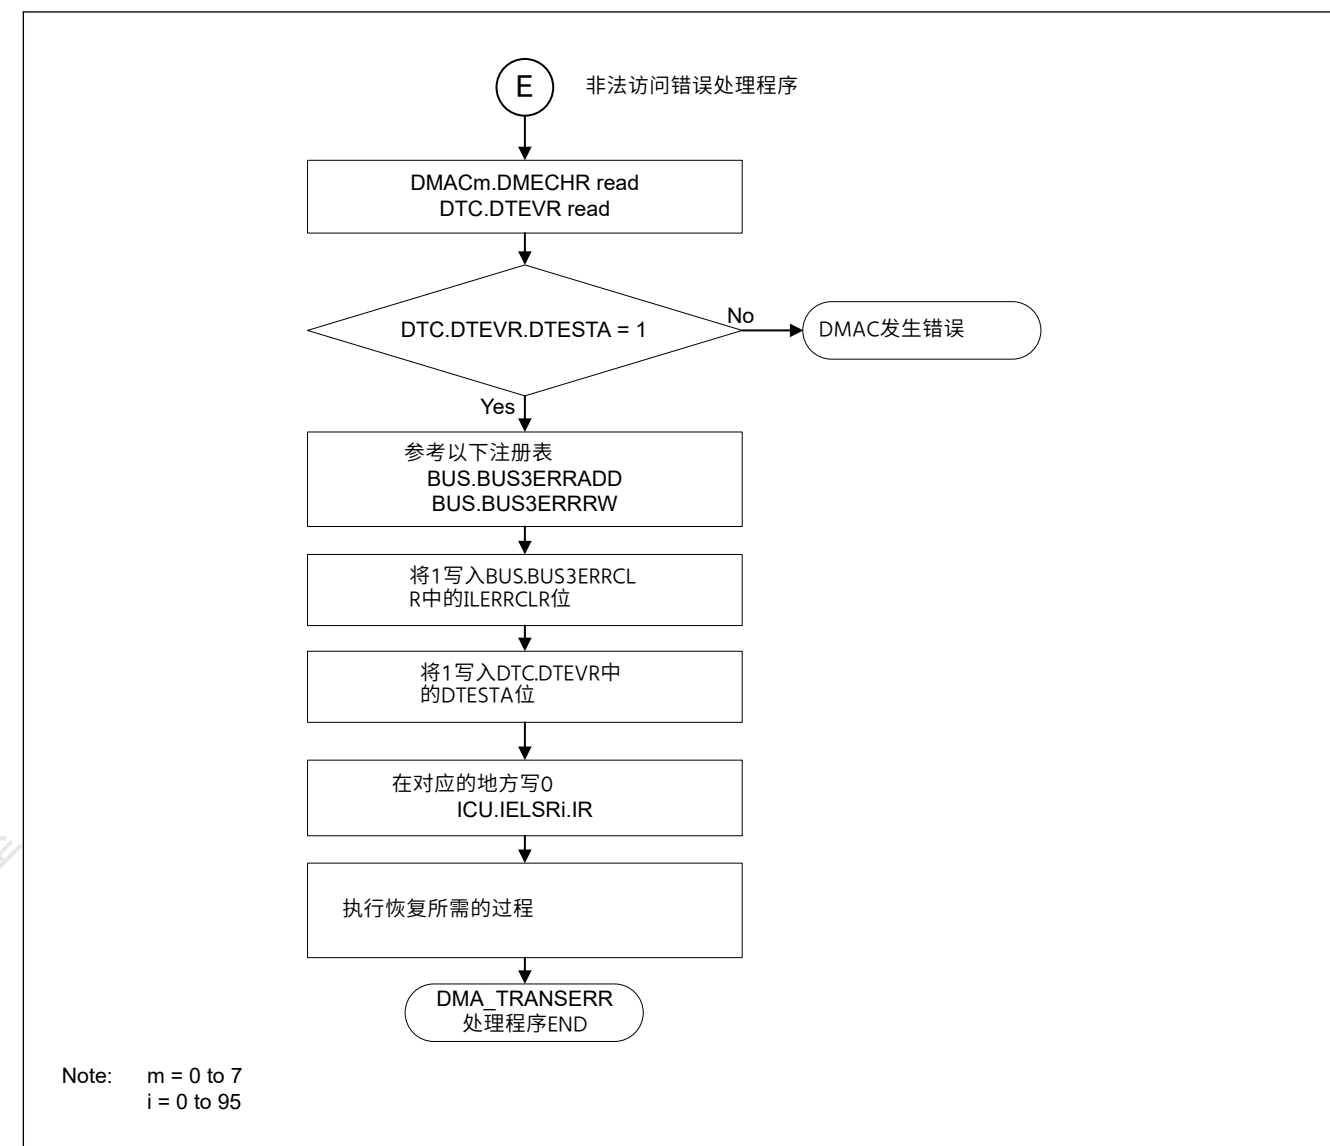 E
非法访问错误处理程序
DMACm.DMECHR read
DTC.DTEVR read
DTC.DTEVR.DTESTA = 1
No
DMAC发生错误
Yes
参考以下注册表
BUS.BUS3ERRADD
BUS.BUS3ERRRW
将1写入BUS.BUS3ERRCL
R中的ILERRCLR位
将1写入DTC.DTEVR中
的DTESTA位
在对应的地方写0
ICU.IELSRi.IR
执行恢复所需的过程
DMA_TRANSERR
处理程序END
Note: m = 0 to 7
i = 0 to 95